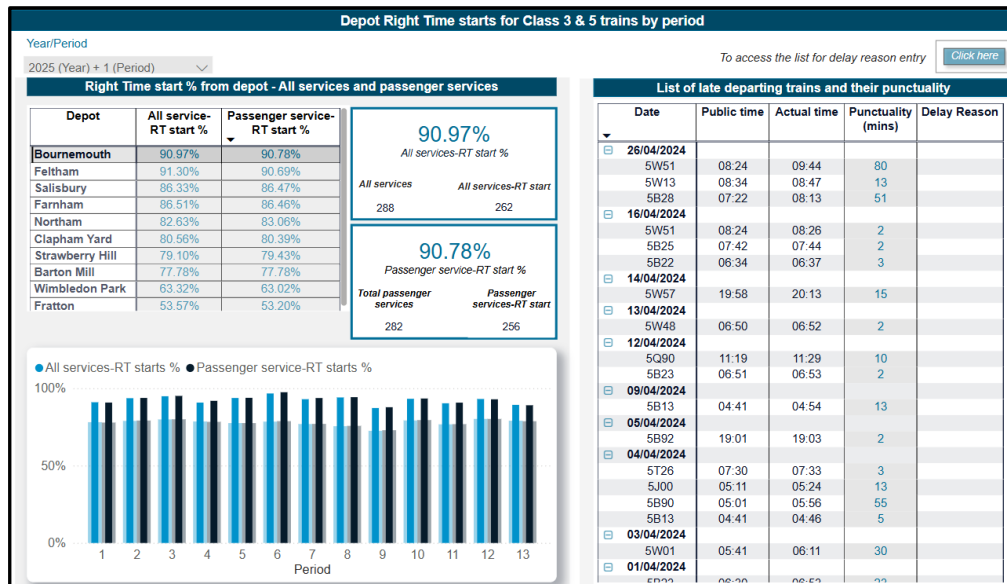 Depot Right Time starts for Class 3 & 5 trains by period
Year/Period
2025 (Year) + 1 (Period)
To access the list for delay reason entry
Click here
Right Time start % from depot - All services and passenger services
Depot All service-RT start % Passenger service-RT start %
Bournemouth 90.97% 90.78%
Feltham 91.30% 90.69%
Salisbury 86.33% 86.47%
Farnham 86.51% 86.46%
Northam 82.63% 83.06%
Clapham Yard 80.56% 80.39%
Strawberry Hill 79.10% 79.43%
Barton Mill 77.78% 77.78%
Wimbledon Park 63.32% 63.02%
Fratton 53.57% 53.20%
90.97%
All services-RT start %
All services All services-RT start
288 262
90.78%
Passenger service-RT start %
Total passenger services Passenger services-RT start
282 256
All services-RT starts % Passenger service-RT starts %
100%
50%
0%
1 2 3 4 5 6 7 8 9 10 11 12 13
Period
List of late departing trains and their punctuality
Date Public time Actual time Punctuality (mins) Delay Reason
26/04/2024
5W51 08:24 09:44 80
5W13 08:34 08:47 13
5B28 07:22 08:13 51
16/04/2024
5W51 08:24 08:26 2
5B25 07:42 07:44 2
5B22 06:34 06:37 3
14/04/2024
5W57 19:58 20:13 15
13/04/2024
5W48 06:50 06:52 2
12/04/2024
5Q90 11:19 11:29 10
5B23 06:51 06:53 2
09/04/2024
5B13 04:41 04:54 13
05/04/2024
5B92 19:01 19:03 2
04/04/2024
5T26 07:30 07:33 3
5J00 05:11 05:24 13
5B90 05:01 05:56 55
5B13 04:41 04:46 5
03/04/2024
5W01 05:41 06:11 30
01/04/2024